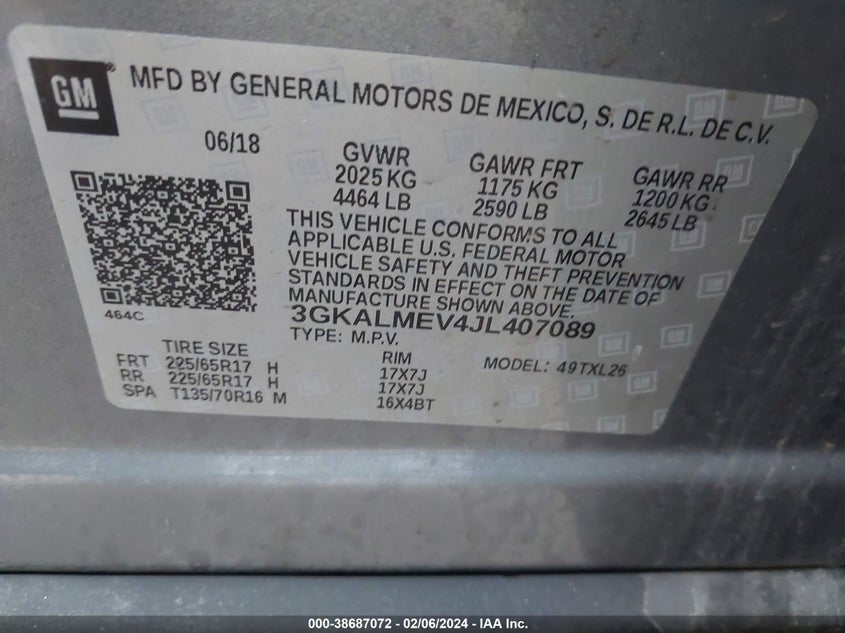 GM
MFD BY GENERAL MOTORS DE MEXICO, S. DE R.L. DE C.V.
06/18
GVWR
2025 KG
4464 LB
GAWR FRT
1175 KG
2590 LB
GAWR RR
1200 KG
2645 LB
THIS VEHICLE CONFORMS TO ALL
APPLICABLE U.S. FEDERAL MOTOR
VEHICLE SAFETY AND THEFT PREVENTION
STANDARDS IN EFFECT ON THE DATE OF
MANUFACTURE SHOWN ABOVE.
464C
3GKALMEV4JL407089
TYPE: M.P.V.
MODEL: 49TXL26
TIRE SIZE
RIM
FRT 225/65R17 H 17X7J
RR 225/65R17 H 17X7J
SPA T135/70R16 M 16X4BT
000-38687072 - 02/06/2024 - IAA Inc.